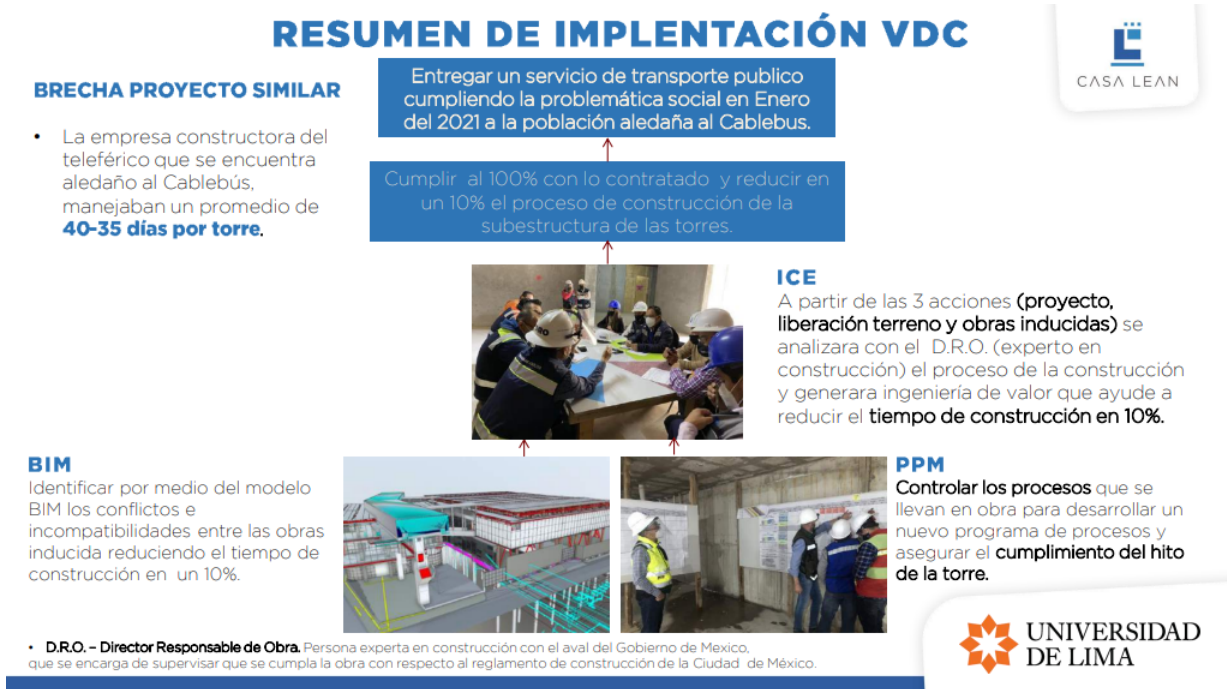 RESUMEN DE IMPLENTACIÓN VDC
CASA LEAN
BRECHA PROYECTO SIMILAR
• La empresa constructora del
teleférico que se encuentra
aledaño al Cablebús,
manejaban un promedio de
40-35 días por torre.
Entregar un servicio de transporte publico
cumpliendo la problemática social en Enero
del 2021 a la población aledaña al Cablebus.
Cumplir al 100% con lo contratado y reducir en
un 10% el proceso de construcción de la
subestructura de las torres.
ICE
A partir de las 3 acciones (proyecto,
liberación terreno y obras inducidas) se
analizara con el D.R.O. (experto en
construcción) el proceso de la construcción
y generara ingeniería de valor que ayude a
reducir el tiempo de construcción en 10%.
BIM
Identificar por medio del modelo
BIM los conflictos e
incompatibilidades entre las obras
inducida reduciendo el tiempo de
construcción en un 10%.
PPM
Controlar los procesos que se
llevan en obra para desarrollar un
nuevo programa de procesos y
asegurar el cumplimiento del hito
de la torre.
• D.R.O. – Director Responsable de Obra. Persona experta en construcción con el aval del Gobierno de Mexico,
que se encarga de supervisar que se cumpla la obra con respecto al reglamento de construcción de la Ciudad de México.
UNIVERSIDAD
DE LIMA